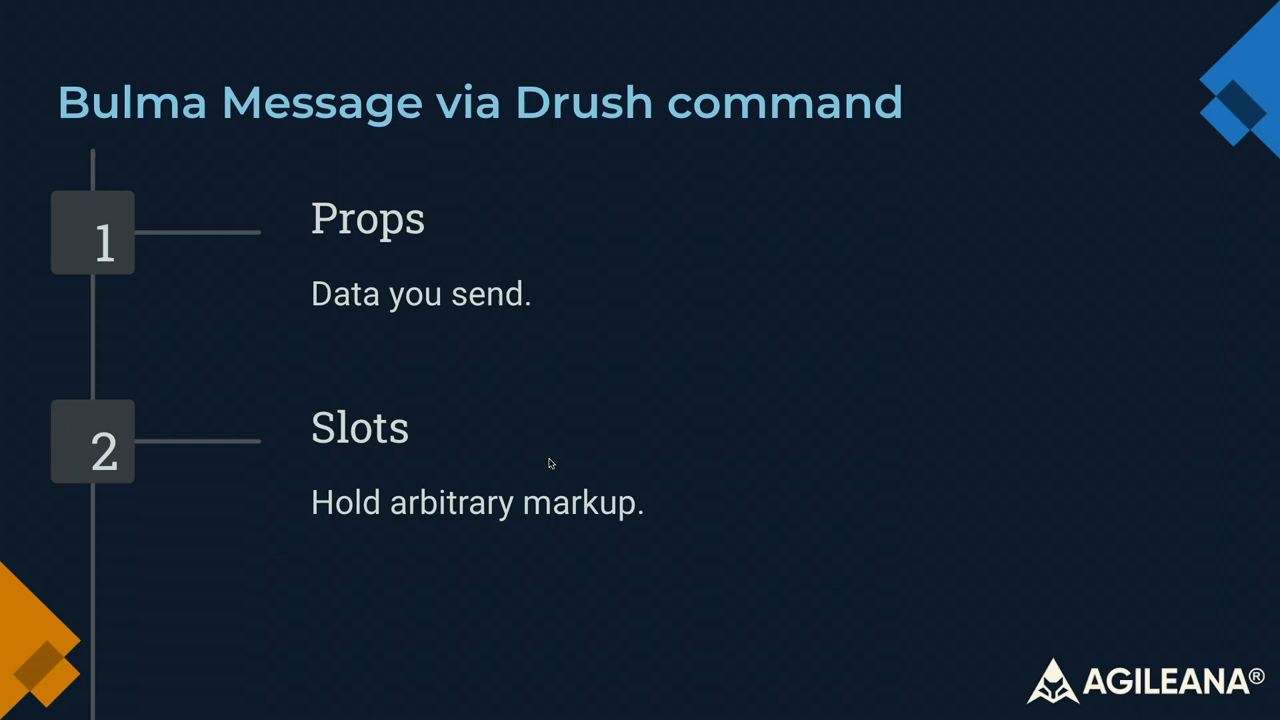 Bulma Message via Drush command
1
Props
Data you send.
2
Slots
Hold arbitrary markup.
AGILEANA®